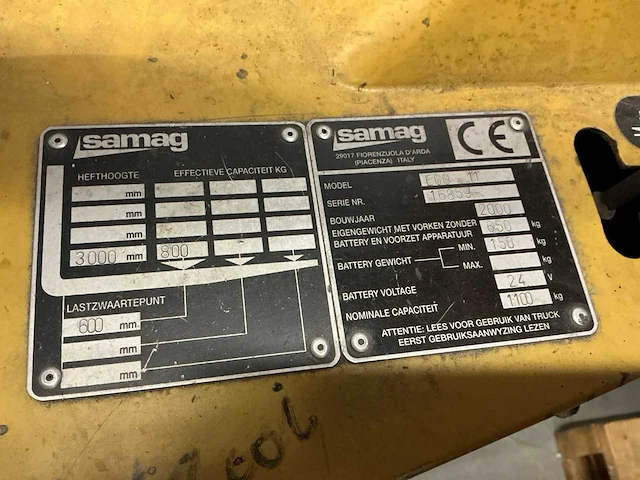 samag
HEFTHOOGTE EFFECTIEVE CAPACITEIT KG
mm
mm
mm
3000 mm 800
LASTZWAARTEPUNT
600 mm
mm
mm
samag
29017 FIORENZUOLA D'ARDA
(PIACENZA) ITALY
CE
MODEL 11
SERIE NR.
BOUWJAAR 2000
EIGENGEWICHT MET VORKEN ZONDER
BATTERY EN VOORZET APPARATUUR 650 kg
BATTERY GEWICHT MIN. 150 kg
MAX. kg
BATTERY VOLTAGE 24 V
NOMINALE CAPACITEIT 1100 kg
ATTENTIE: LEES VOOR GEBRUIK VAN TRUCK
EERST GEBRUIKSAANWYZING LEZEN